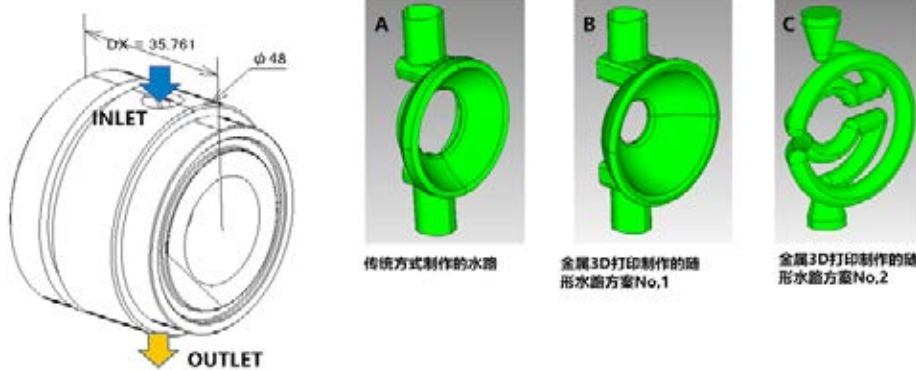 DX = 35.761
φ48
INLET
OUTLET
A
B
C
传统方式制作的水路
金属3D打印制作的随
形水路方案No,1
金属3D打印制作的随
形水路方案No,2